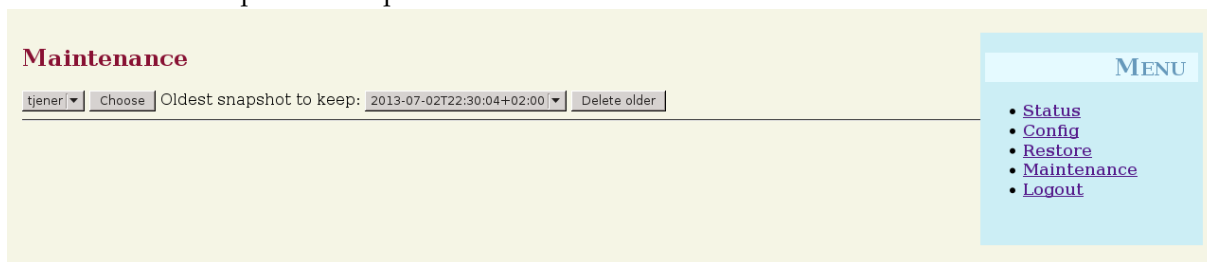 Maintenance
tjener Choose Oldest snapshot to keep: 2013-07-02T22:30:04+02:00 Delete older
MENU
Status
Config
Restore
Maintenance
Logout